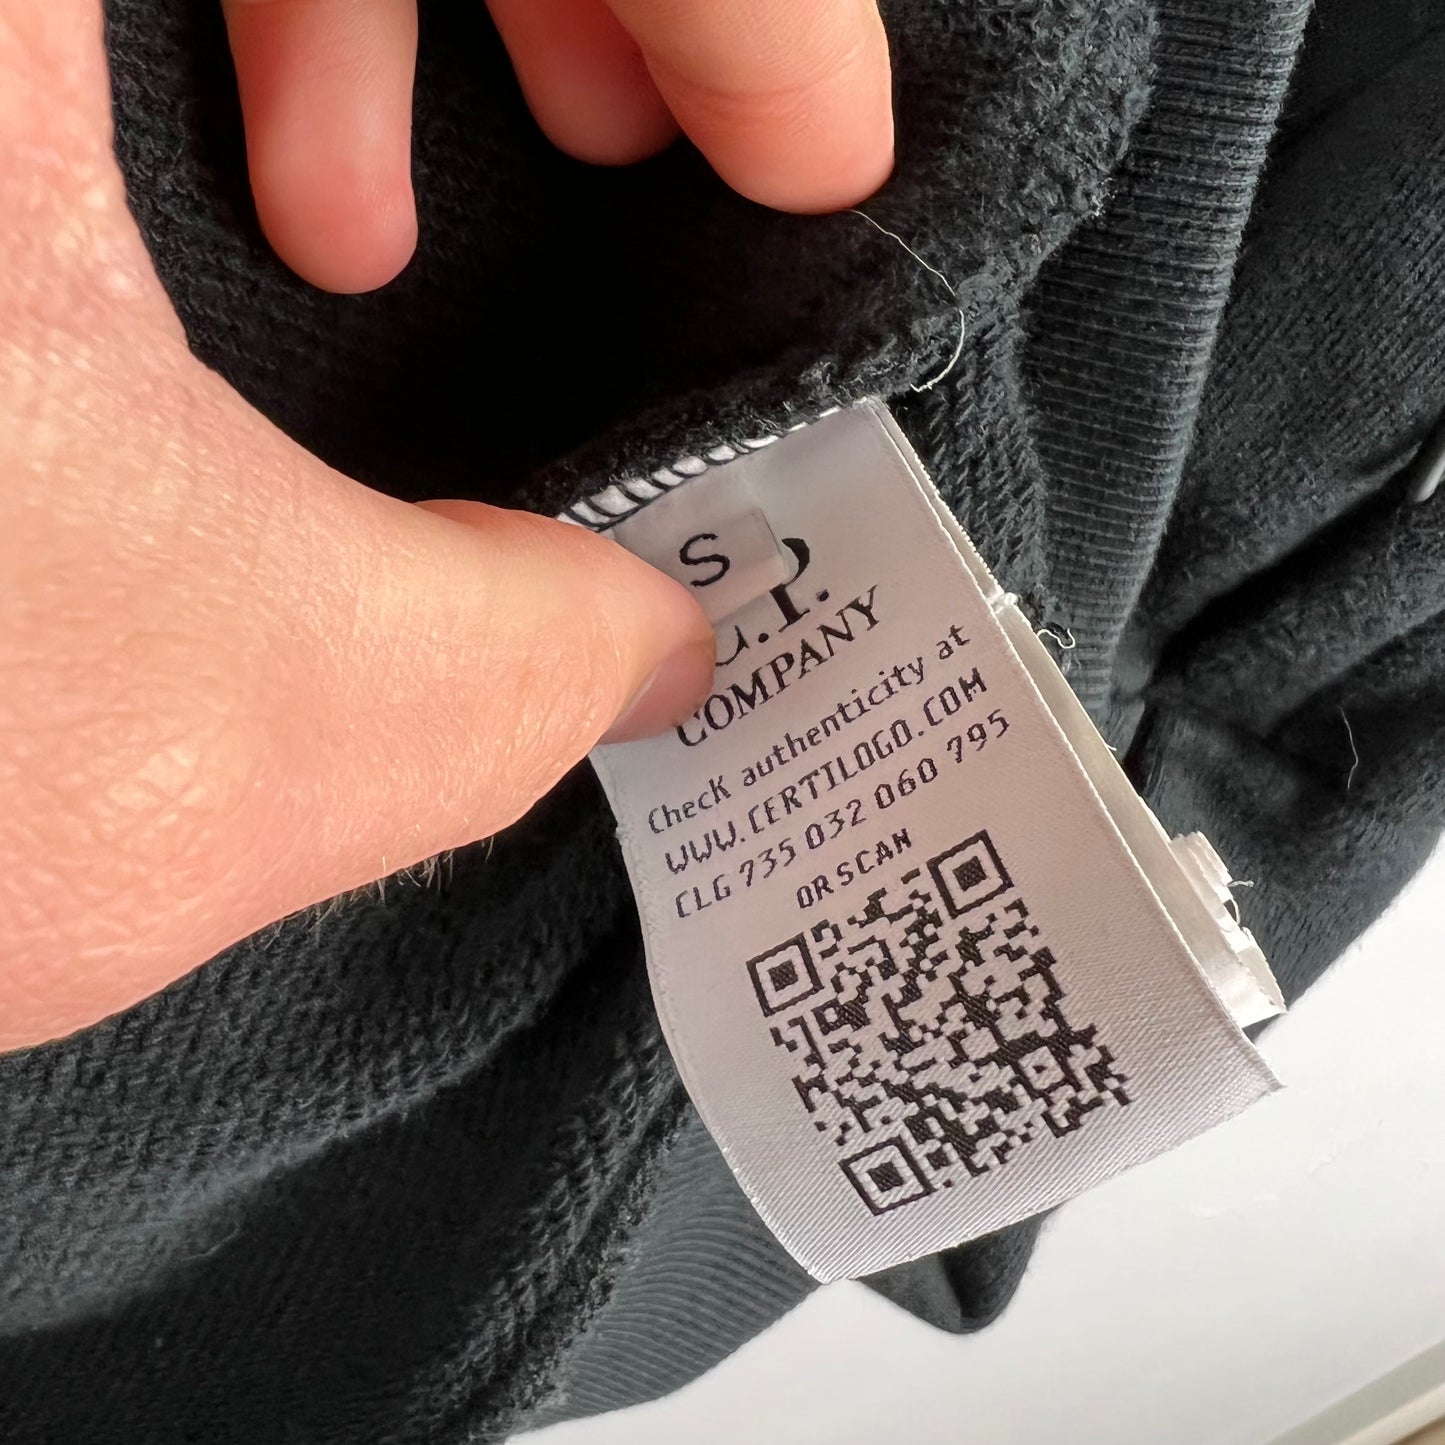 S
C.P.
COMPANY
Check authenticity at
WWW.CERTILOGO.COM
CLG 735 032 060 795
OR SCAN